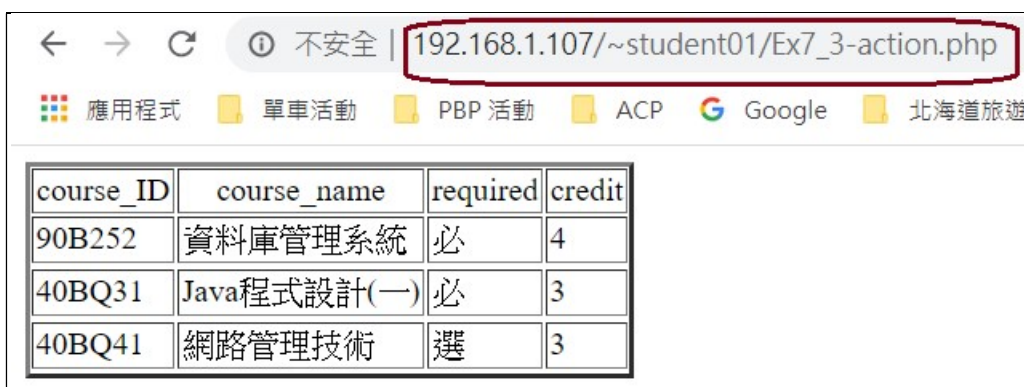 不安全 | 192.168.1.107/~student01/Ex7_3-action.php
應用程式 單車活動 PBP 活動 ACP Google 北海道旅遊
course_ID course_name required credit
90B252 資料庫管理系統 必 4
40BQ31 Java程式設計(一) 必 3
40BQ41 網路管理技術 選 3